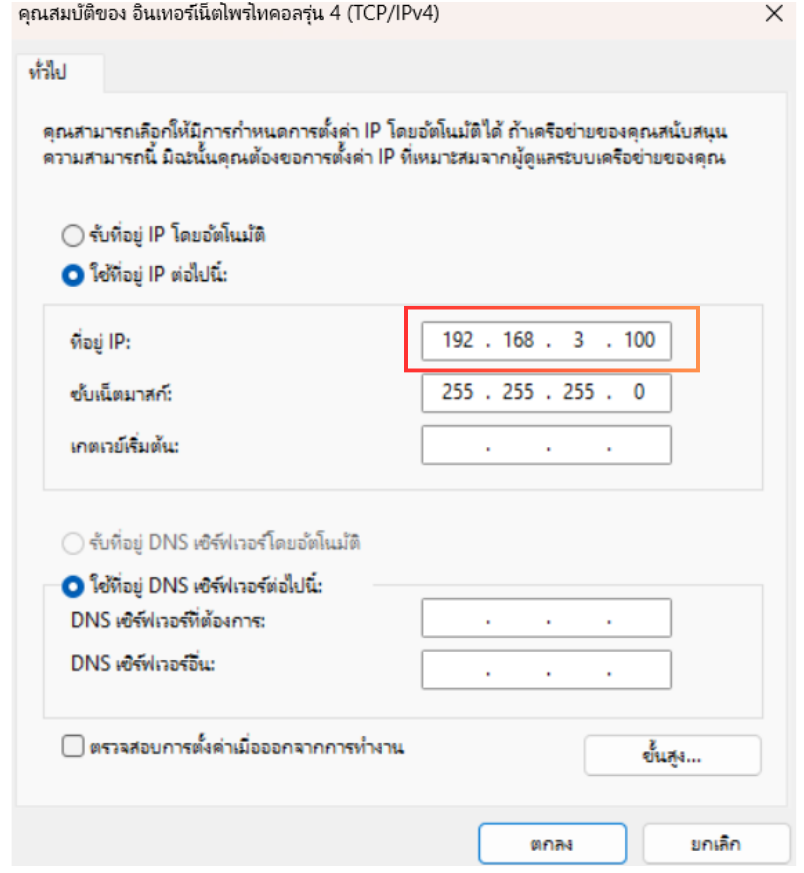 คุณสมบัติของ อินเทอร์เน็ตโพรโทคอลรุ่น 4 (TCP/IPv4)
ทั่วไป
คุณสามารถเลือกให้มีการกำหนดการตั้งค่า IP โดยอัตโนมัติได้ ถ้าเครือข่ายของคุณสนับสนุน
ความสามารถนี้ มิฉะนั้นคุณต้องขอการตั้งค่า IP ที่เหมาะสมจากผู้ดูแลระบบเครือข่ายของคุณ
รับที่อยู่ IP โดยอัตโนมัติ
ใช้ที่อยู่ IP ต่อไปนี้:
ที่อยู่ IP: 192 . 168 . 3 . 100
ซับเน็ตมาสก์: 255 . 255 . 255 . 0
เกตเวย์เริ่มต้น: . . .
รับที่อยู่ DNS เซิร์ฟเวอร์โดยอัตโนมัติ
ใช้ที่อยู่ DNS เซิร์ฟเวอร์ต่อไปนี้:
DNS เซิร์ฟเวอร์ที่ต้องการ: . . .
DNS เซิร์ฟเวอร์อื่น: . . .
ตรวจสอบการตั้งค่าเมื่อออกจากการทำงาน
ขั้นสูง...
ตกลง ยกเลิก